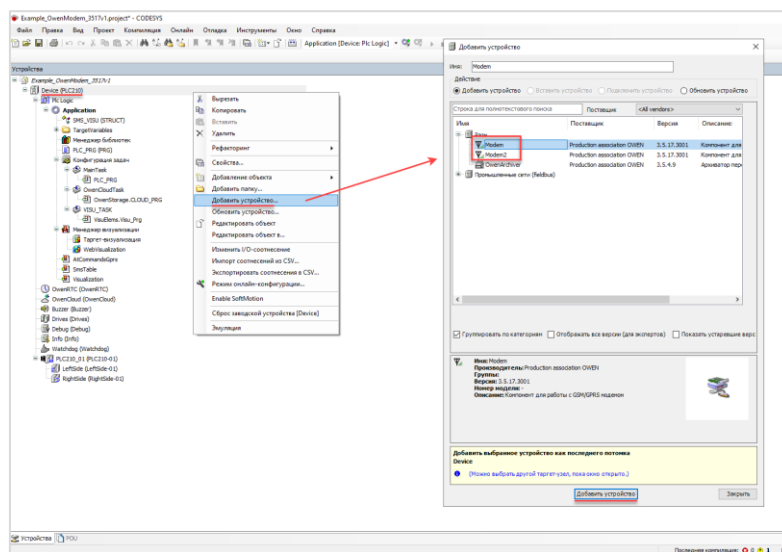 Example_OwenModem_3517v1.project* - CODESYS
Файл Правка Вид Проект Компиляция Онлайн Отладка Инструменты Окно Справка
Application [Device: Plc Logic]
Устройства
Example_OwenModem_3517v1
Device (PLC210)
Plc Logic
Application
SMS_VISU (STRUCT)
TargetVariables
Менеджер библиотек
PLC_PRG (PRG)
Конфигурация задач
MainTask
PLC_PRG
OwenCloudTask
OwenStorage.CLOUD_PRG
VISU_TASK
VisuElems.Visu_Prg
Менеджер визуализации
Таргет-визуализация
WebVisualization
AtCommandsGprs
SmsTable
Visualization
OwenRTC (OwenRTC)
OwenCloud (OwenCloud)
Buzzer (Buzzer)
Drives (Drives)
Debug (Debug)
Info (Info)
Watchdog (Watchdog)
PLC210_01 (PLC210-01)
LeftSide (LeftSide-01)
RightSide (RightSide-01)
Вырезать
Копировать
Вставить
Удалить
Рефакторинг
Свойства...
Добавление объекта
Добавить папку...
Добавить устройство...
Обновить устройство...
Редактировать объект
Редактировать объект в...
Изменить I/O-соотнесение
Импорт соотнесений из CSV...
Экспортировать соотнесения в CSV...
Режим онлайн-конфигурации...
Enable SoftMotion
Сброс заводской устройства [Device]
Эмуляция
Добавить устройство
Имя: Modem
Действие
Добавить устройство Вставить устройство Подключить устройство Обновить устройство
Строка для полнотекстового поиска Поставщик <All vendors>
Имя Поставщик Версия Описание:
Modem Production association OWEN 3.5.17.3001 Компонент для
Modem2 Production association OWEN 3.5.17.3001 Компонент для
OwenArchiver Production association OWEN 3.5.4.9 Архиватор пере
Промышленные сети (fieldbus)
Группировать по категориям Отображать все версии (для экспертов) Показать устаревшие верс
Имя: Modem
Производитель: Production association OWEN
Группы:
Версия: 3.5.17.3001
Номер модели: -
Описание: Компонент для работы с GSM/GPRS модемом
Добавить выбранное устройство как последнего потомка
Device
(Можно выбрать другой таргет-узел, пока окно открыто.)
Добавить устройство Закрыть
Устройства POU
Последняя компиляция: 0 1